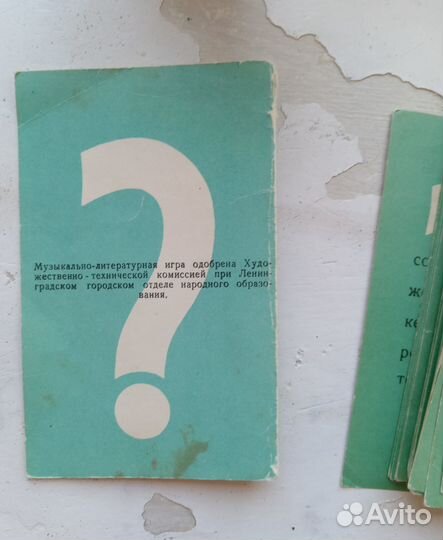 ?
Музыкально-литературная игра одобрена Худо-
жественно-технической комиссией при Ленин-
градском городском отделе народного образо-
вания.
Avito